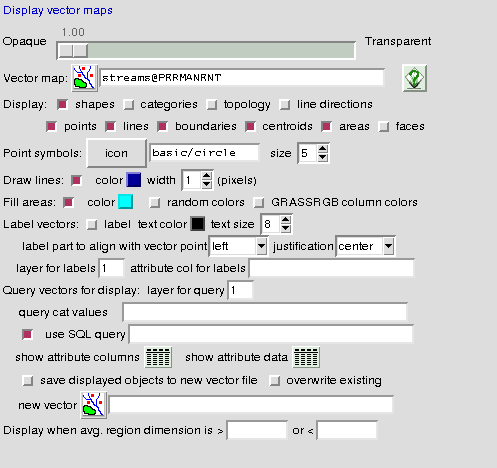 Display vector maps
1.00
Opaque Transparent
Vector map: streams@PRRMANRNT
Display: shapes categories topology line directions
points lines boundaries centroids areas faces
Point symbols: icon basic/circle size 5
Draw lines: color width 1 (pixels)
Fill areas: color random colors GRASSRGB column colors
Label vectors: label text color text size 8
label part to align with vector point left justification center
layer for labels 1 attribute col for labels
Query vectors for display: layer for query 1
query cat values
use SQL query
show attribute columns show attribute data
save displayed objects to new vector file overwrite existing
new vector
Display when avg. region dimension is > or <